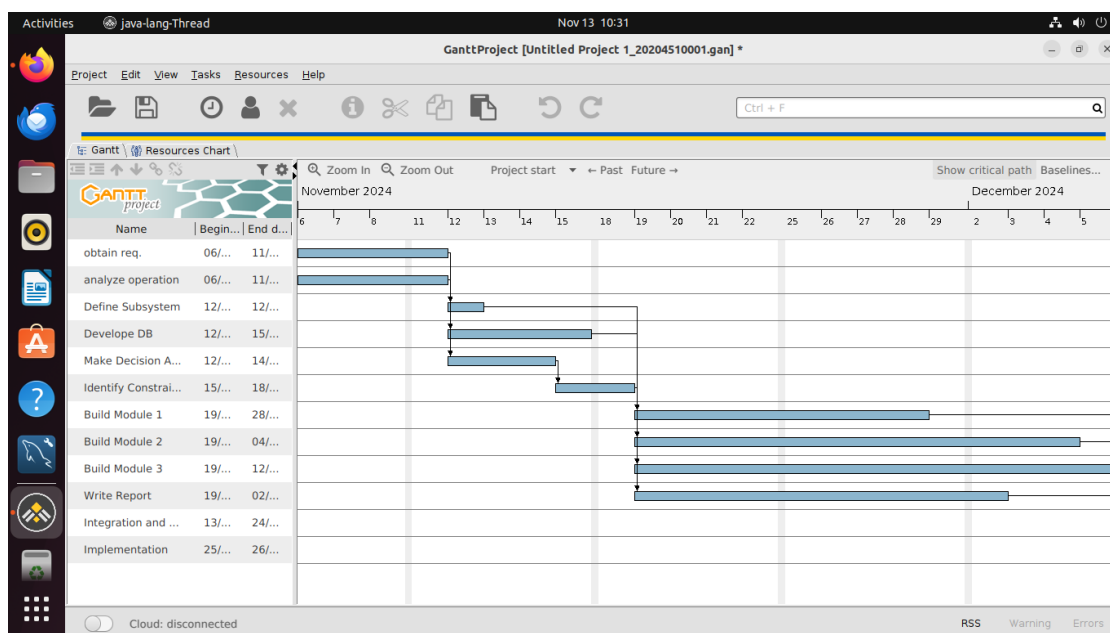 Activities java-lang-Thread Nov 13 10:31
GanttProject [Untitled Project 1_20204510001.gan] *
Project Edit View Tasks Resources Help
Ctrl + F
Gantt Resources Chart
Zoom In Zoom Out Project start ← Past Future → Show critical path Baselines...
GANTT project
November 2024 December 2024
6 7 8 11 12 13 14 15 18 19 20 21 22 25 26 27 28 29 2 3 4 5
Name Begin... End d...
obtain req. 06/... 11/...
analyze operation 06/... 11/...
Define Subsystem 12/... 12/...
Develope DB 12/... 15/...
Make Decision A... 12/... 14/...
Identify Constrai... 15/... 18/...
Build Module 1 19/... 28/...
Build Module 2 19/... 04/...
Build Module 3 19/... 12/...
Write Report 19/... 02/...
Integration and ... 13/... 24/...
Implementation 25/... 26/...
Cloud: disconnected RSS Warning Errors